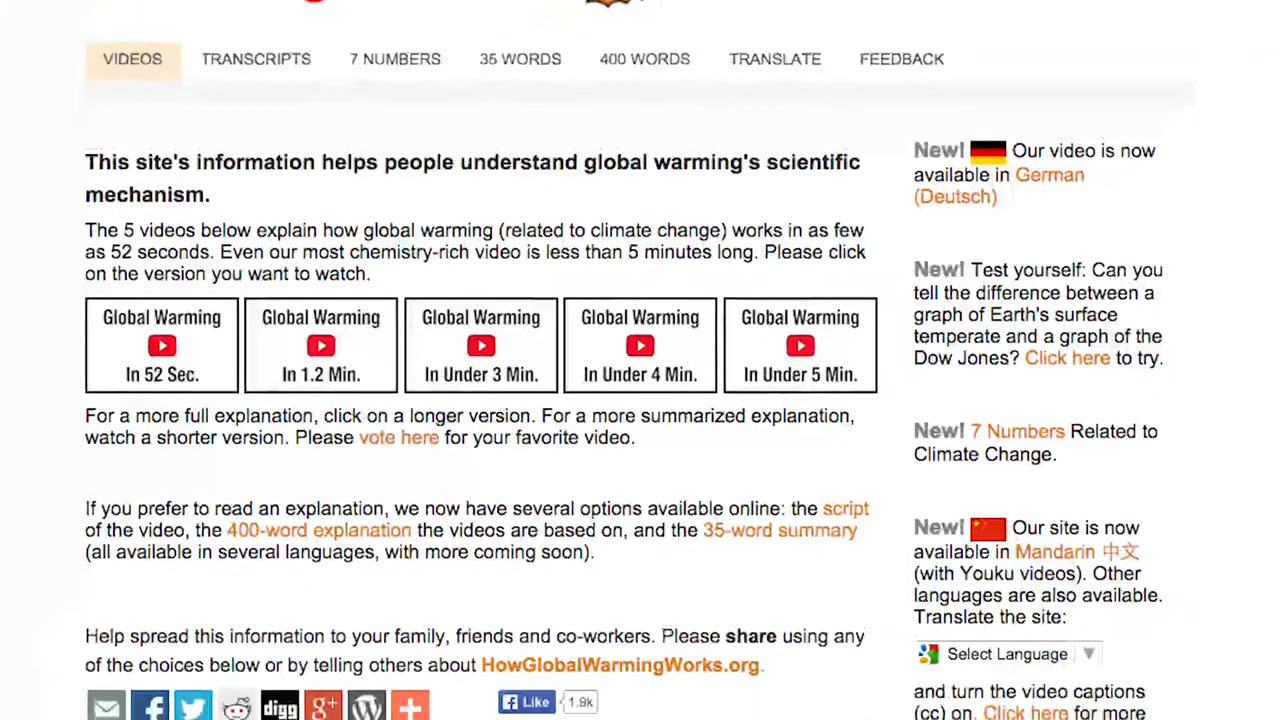 VIDEOS TRANSCRIPTS 7 NUMBERS 35 WORDS 400 WORDS TRANSLATE FEEDBACK
This site's information helps people understand global warming's scientific
mechanism.
The 5 videos below explain how global warming (related to climate change) works in as few
as 52 seconds. Even our most chemistry-rich video is less than 5 minutes long. Please click
on the version you want to watch.
Global Warming
In 52 Sec.
Global Warming
In 1.2 Min.
Global Warming
In Under 3 Min.
Global Warming
In Under 4 Min.
Global Warming
In Under 5 Min.
For a more full explanation, click on a longer version. For a more summarized explanation,
watch a shorter version. Please vote here for your favorite video.
If you prefer to read an explanation, we now have several options available online: the script
of the video, the 400-word explanation the videos are based on, and the 35-word summary
(all available in several languages, with more coming soon).
Help spread this information to your family, friends and co-workers. Please share using any
of the choices below or by telling others about HowGlobalWarmingWorks.org.
digg g+
Like 1.9k
New! Our video is now
available in German
(Deutsch)
New! Test yourself: Can you
tell the difference between a
graph of Earth's surface
temperate and a graph of the
Dow Jones? Click here to try.
New! 7 Numbers Related to
Climate Change.
New! Our site is now
available in Mandarin 中文
(with Youku videos). Other
languages are also available.
Translate the site:
Select Language
and turn the video captions
(cc) on. Click here for more